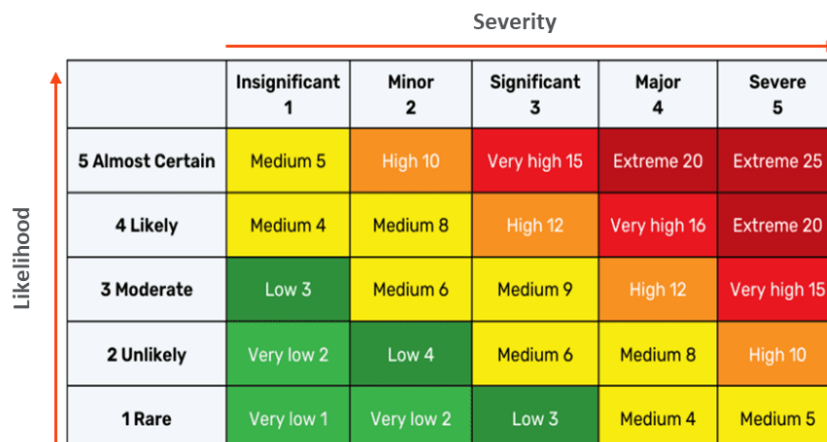 Severity
Insignificant Minor Significant Major Severe
1 2 3 4 5
5 Almost Certain Medium 5 High 10 Very high 15 Extreme 20 Extreme 25
4 Likely Medium 4 Medium 8 High 12 Very high 16 Extreme 20
Likelihood
3 Moderate Low 3 Medium 6 Medium 9 High 12 Very high 15
2 Unlikely Very low 2 Low 4 Medium 6 Medium 8 High 10
1 Rare Very low 1 Very low 2 Low 3 Medium 4 Medium 5